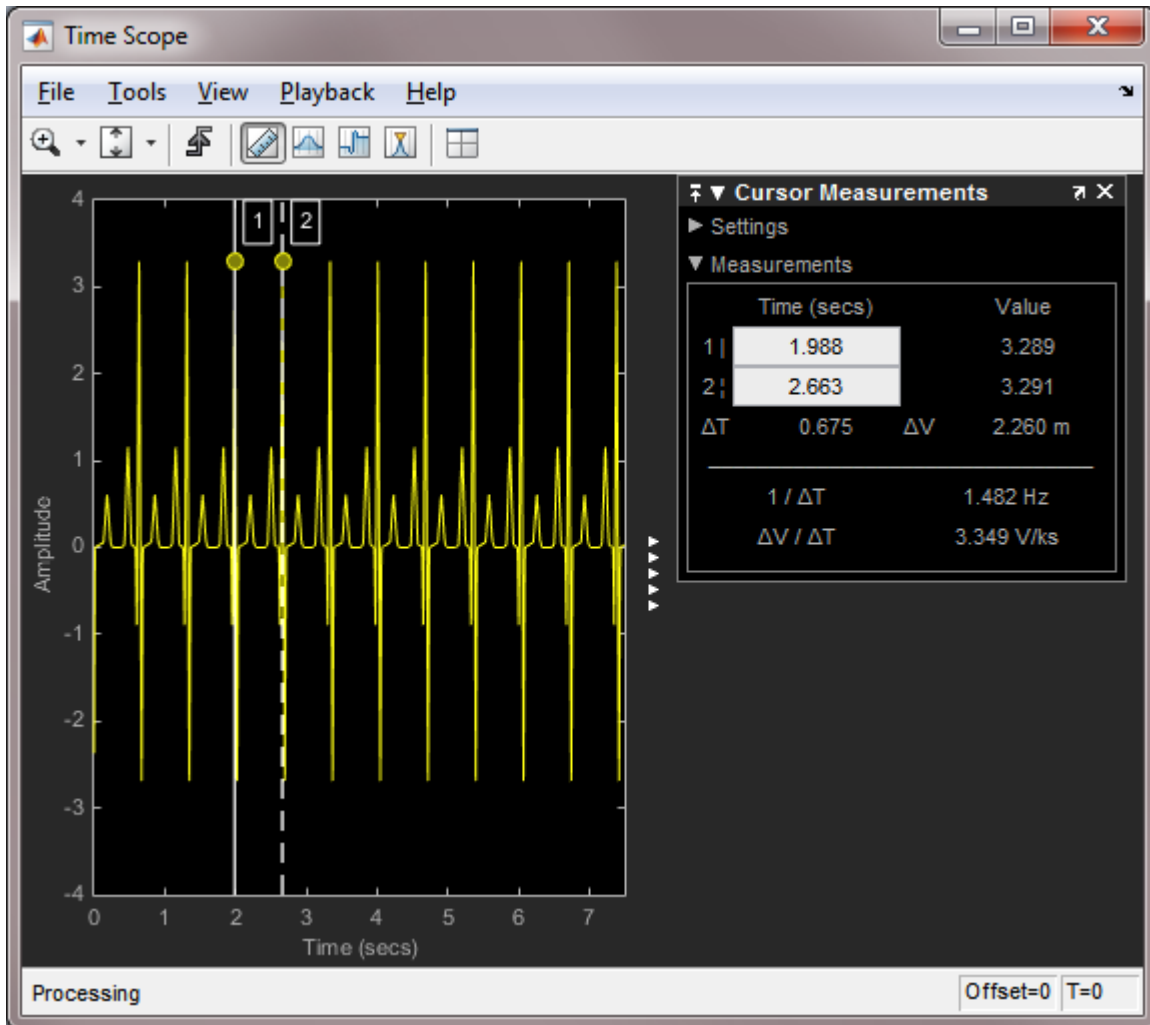 Time Scope
File Tools View Playback Help
Cursor Measurements
Settings
Measurements
Time (secs) Value
1 | 1.988 3.289
2 ¦ 2.663 3.291
ΔT 0.675 ΔV 2.260 m
1 / ΔT 1.482 Hz
ΔV / ΔT 3.349 V/ks
1 2
4
3
2
1
0
-1
-2
-3
-4
Amplitude
0 1 2 3 4 5 6 7
Time (secs)
Processing Offset=0 T=0